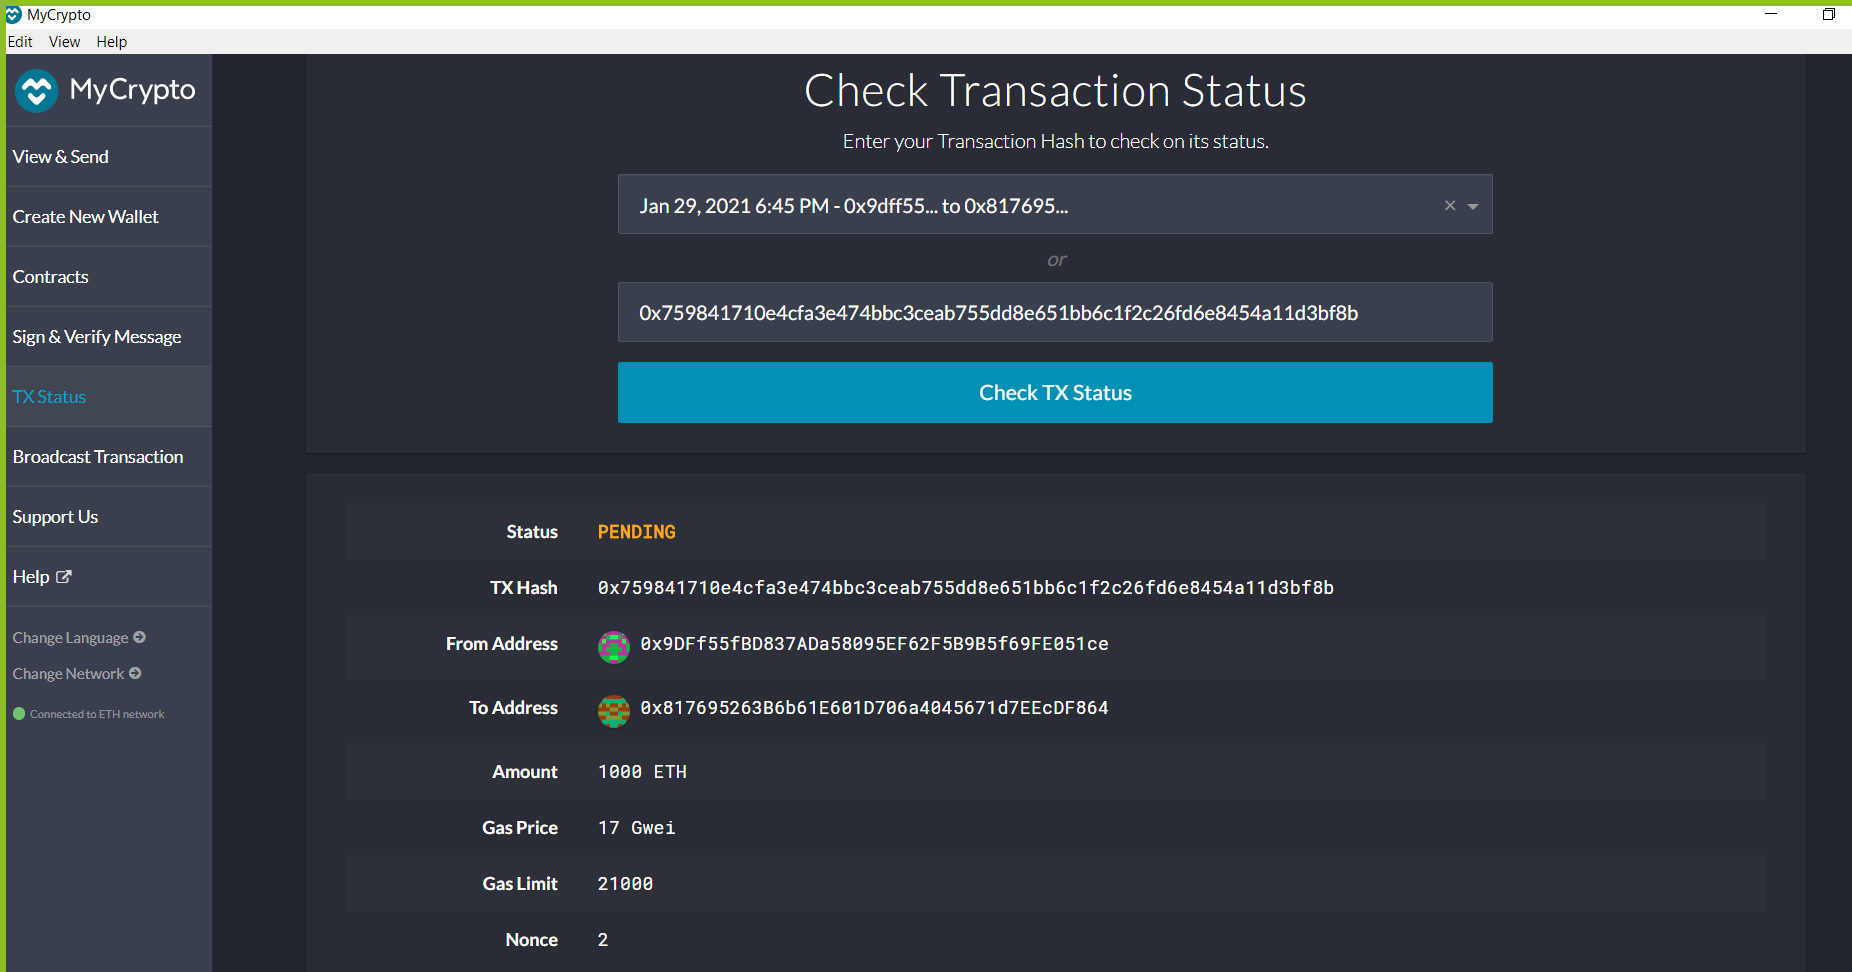 MyCrypto
Edit View Help
MyCrypto
View & Send
Create New Wallet
Contracts
Sign & Verify Message
TX Status
Broadcast Transaction
Support Us
Help
Change Language
Change Network
Connected to ETH network
Check Transaction Status
Enter your Transaction Hash to check on its status.
Jan 29, 2021 6:45 PM - 0x9dff55... to 0x817695...
or
0x759841710e4cfa3e474bbc3ceab755dd8e651bb6c1f2c26fd6e8454a11d3bf8b
Check TX Status
Status PENDING
TX Hash 0x759841710e4cfa3e474bbc3ceab755dd8e651bb6c1f2c26fd6e8454a11d3bf8b
From Address 0x9DFf55fBD837ADa58095EF62F5B9B5f69FE051ce
To Address 0x817695263B6b61E601D706a4045671d7EEcDF864
Amount 1000 ETH
Gas Price 17 Gwei
Gas Limit 21000
Nonce 2